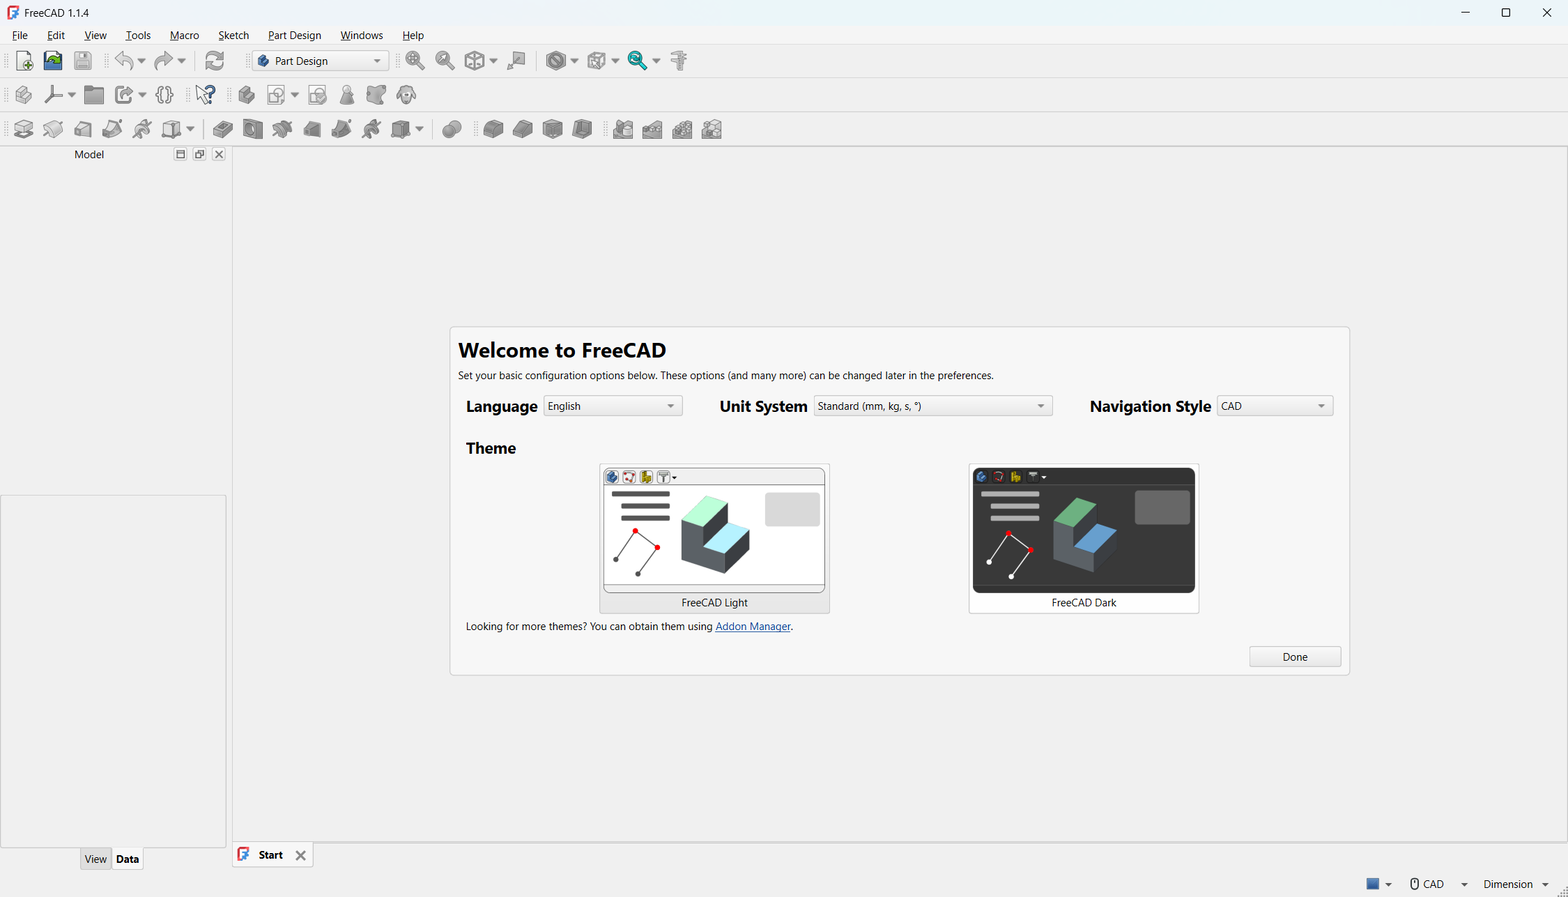 FreeCAD 1.1.4
File Edit View Tools Macro Sketch Part Design Windows Help
Part Design
Model
Welcome to FreeCAD
Set your basic configuration options below. These options (and many more) can be changed later in the preferences.
Language English Unit System Standard (mm, kg, s, °) Navigation Style CAD
Theme
FreeCAD Light FreeCAD Dark
Looking for more themes? You can obtain them using Addon Manager.
Done
View Data Start
CAD Dimension